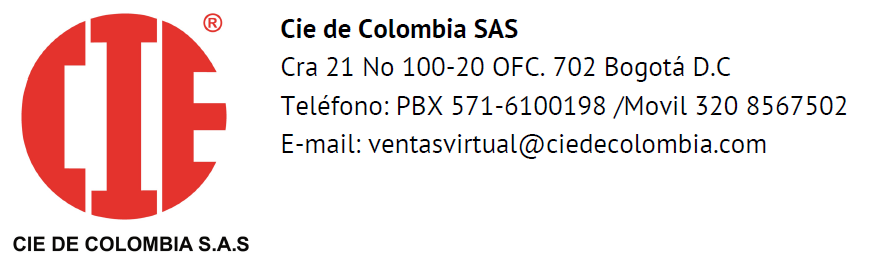 CIE®
CIE DE COLOMBIA S.A.S
Cie de Colombia SAS
Cra 21 No 100-20 OFC. 702 Bogotá D.C
Teléfono: PBX 571-6100198 /Movil 320 8567502
E-mail: ventasvirtual@ciedecolombia.com